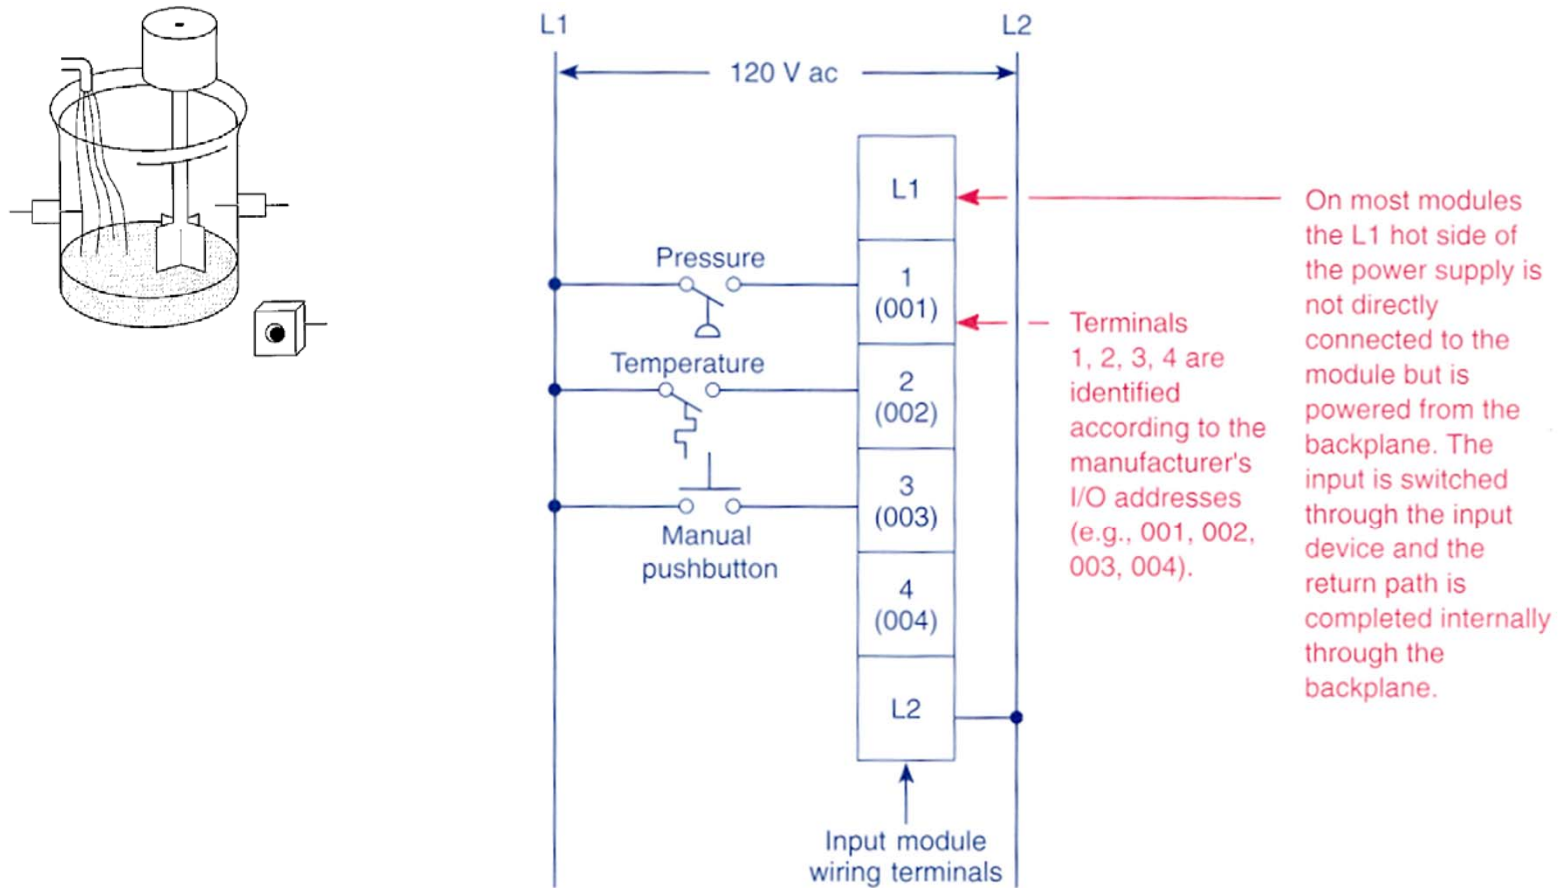 L1
L2
120 V ac
L1
On most modules
the L1 hot side of
the power supply is
not directly
connected to the
module but is
powered from the
backplane. The
input is switched
through the input
device and the
return path is
completed internally
through the
backplane.
Pressure
1
(001)
Terminals
1, 2, 3, 4 are
identified
according to the
manufacturer's
I/O addresses
(e.g., 001, 002,
003, 004).
Temperature
2
(002)
3
(003)
Manual
pushbutton
4
(004)
L2
Input module
wiring terminals